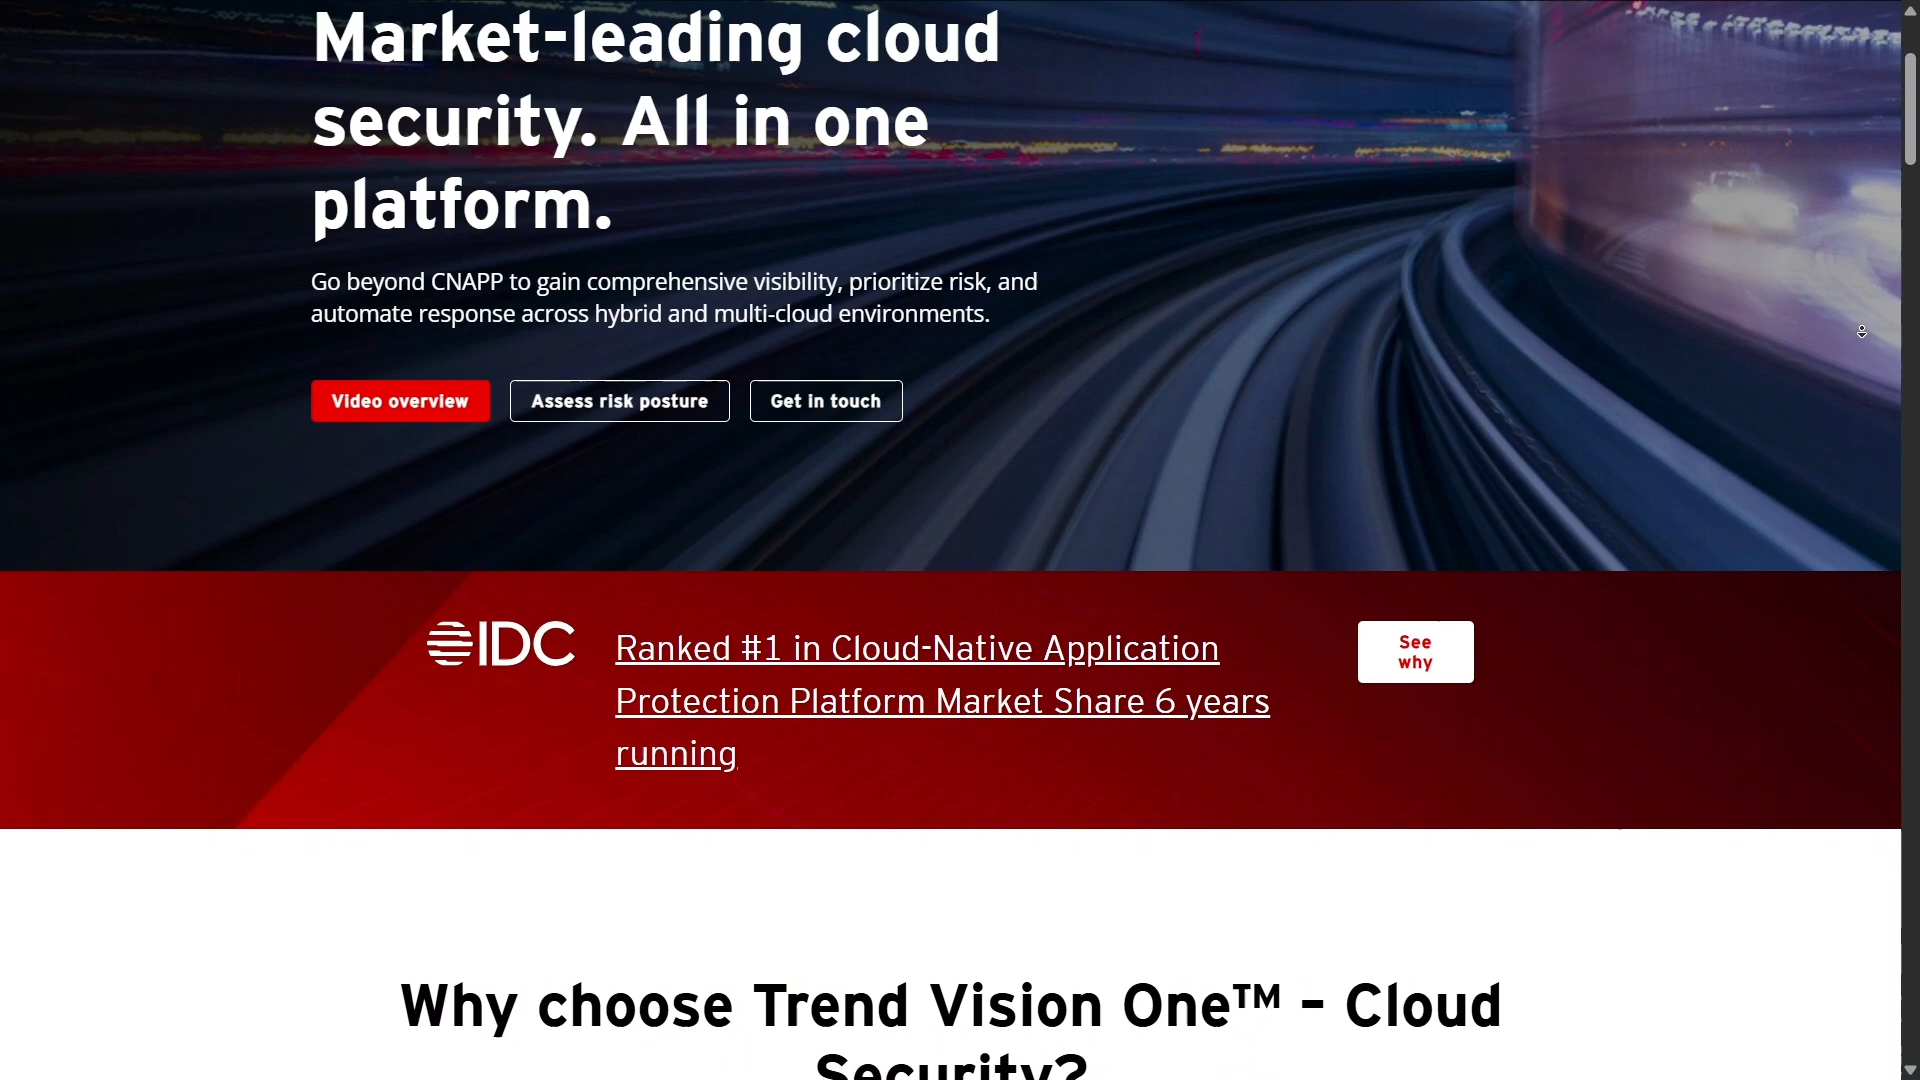 Market-leading cloud
security. All in one
platform.
Go beyond CNAPP to gain comprehensive visibility, prioritize risk, and
automate response across hybrid and multi-cloud environments.
Video overview
Assess risk posture
Get in touch
IDC
Ranked #1 in Cloud-Native Application
Protection Platform Market Share 6 years
running
See
why
Why choose Trend Vision One™ – Cloud
Security?